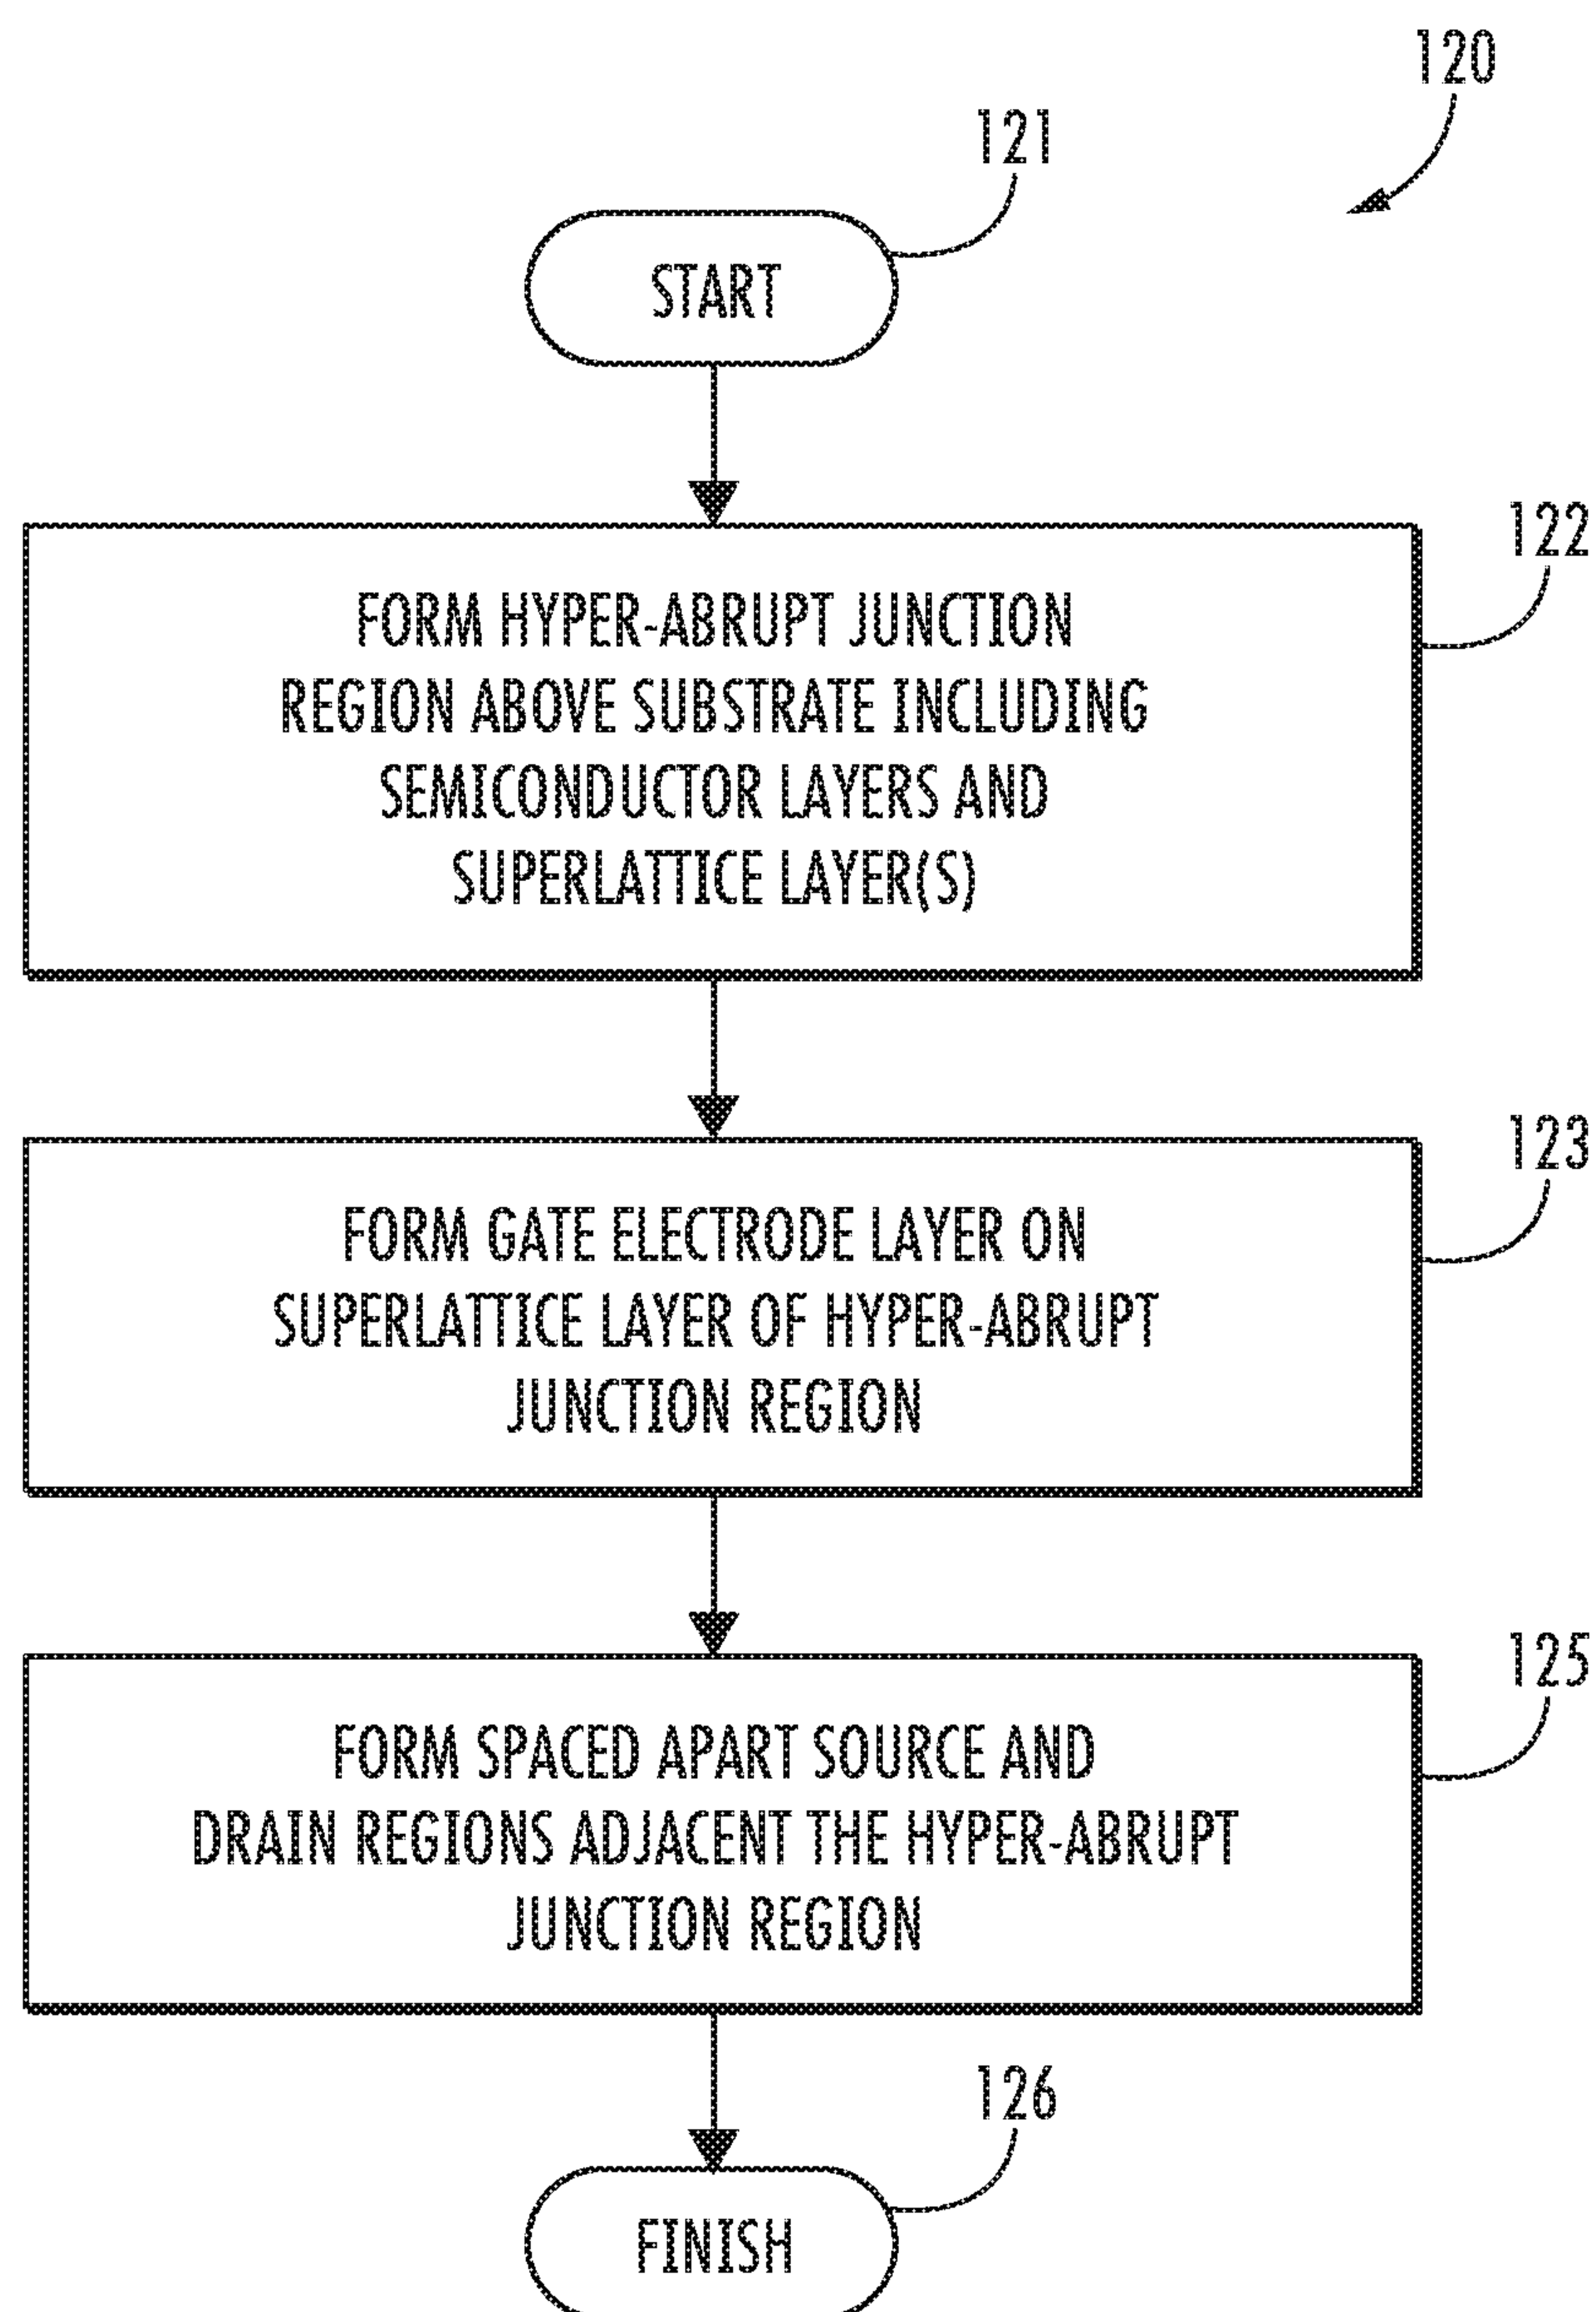 120
121
START
122
FORM HYPER-ABRUPT JUNCTION
REGION ABOVE SUBSTRATE INCLUDING
SEMICONDUCTOR LAYERS AND
SUPERLATTICE LAYER(S)
123
FORM GATE ELECTRODE LAYER ON
SUPERLATTICE LAYER OF HYPER-ABRUPT
JUNCTION REGION
125
FORM SPACED APART SOURCE AND
DRAIN REGIONS ADJACENT THE HYPER-ABRUPT
JUNCTION REGION
126
FINISH